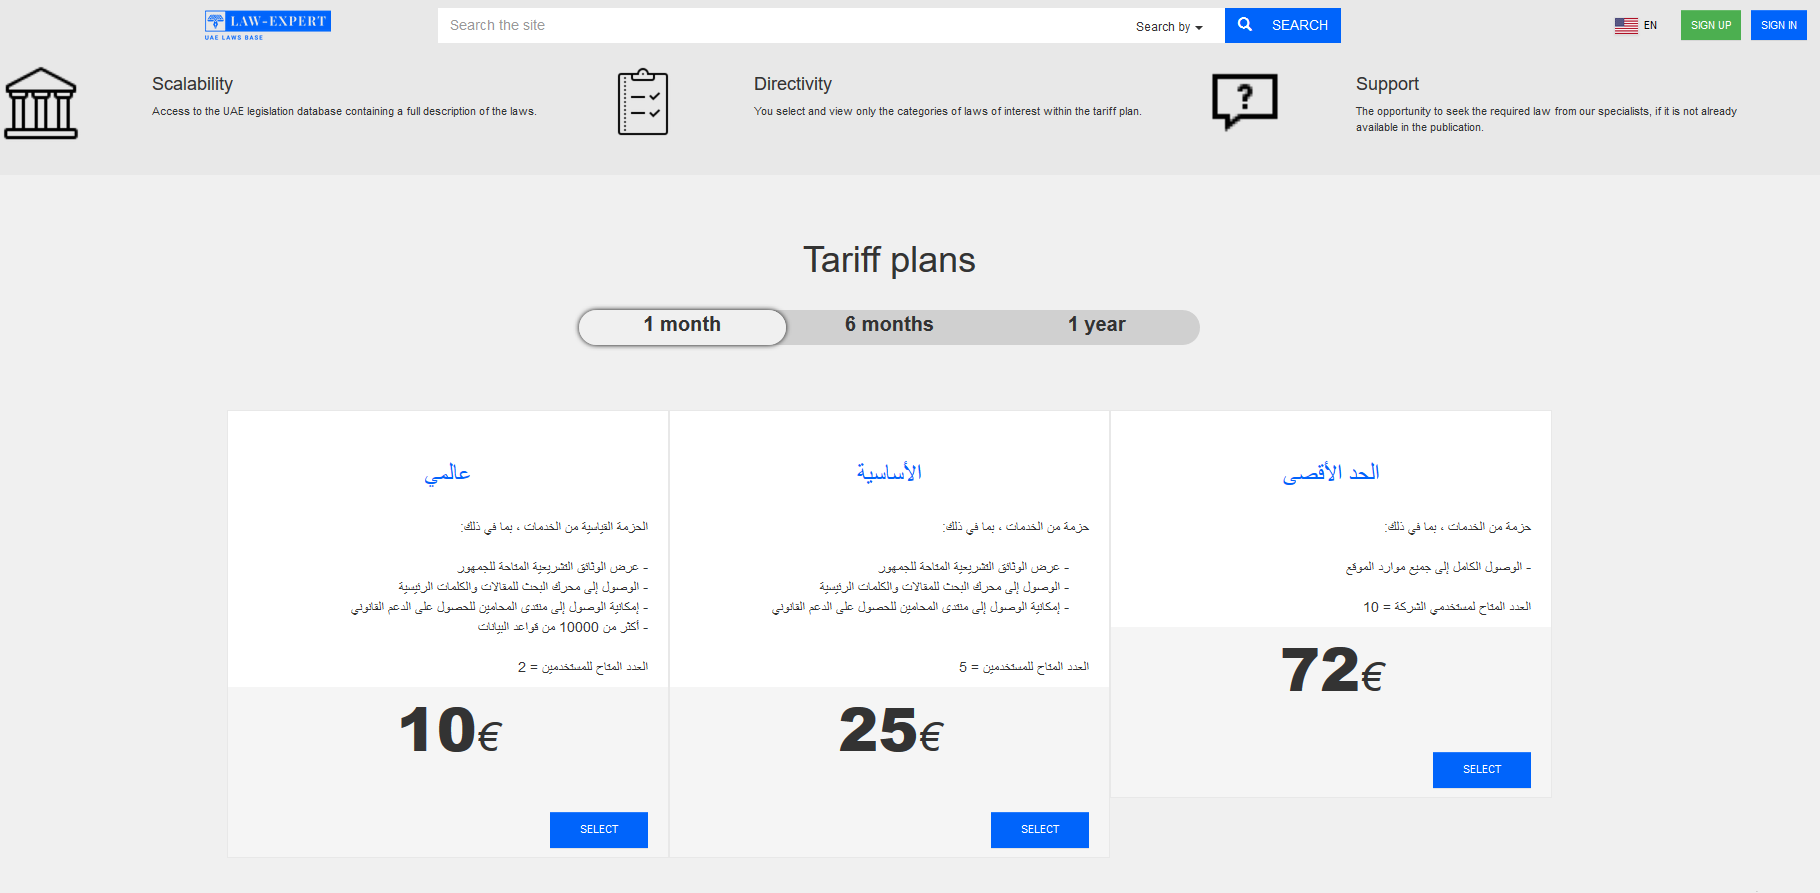 LAW-EXPERT
UAE LAWS BASE
Search the site
Search by
SEARCH
EN
SIGN UP
SIGN IN
Scalability
Access to the UAE legislation database containing a full description of the laws.
Directivity
You select and view only the categories of laws of interest within the tariff plan.
?
Support
The opportunity to seek the required law from our specialists, if it is not already
available in the publication.
Tariff plans
1 month
6 months
1 year
عالمي
الحزمة القياسية من الخدمات ، بما في ذلك:
- عرض الوثائق التشريعية المتاحة للجمهور
- الوصول إلى محرك البحث للمقالات والكلمات الرئيسية
- إمكانية الوصول إلى منتدى المحامين للحصول على الدعم القانوني
- أكثر من 10000 من قواعد البيانات
العدد المتاح للمستخدمين = 2
10€
SELECT
الأساسية
حزمة من الخدمات ، بما في ذلك:
- عرض الوثائق التشريعية المتاحة للجمهور
- الوصول إلى محرك البحث للمقالات والكلمات الرئيسية
- إمكانية الوصول إلى منتدى المحامين للحصول على الدعم القانوني
العدد المتاح للمستخدمين = 5
25€
SELECT
الحد الأقصى
حزمة من الخدمات ، بما في ذلك:
- الوصول الكامل إلى جميع موارد الموقع
العدد المتاح لمستخدمي الشركة = 10
72€
SELECT